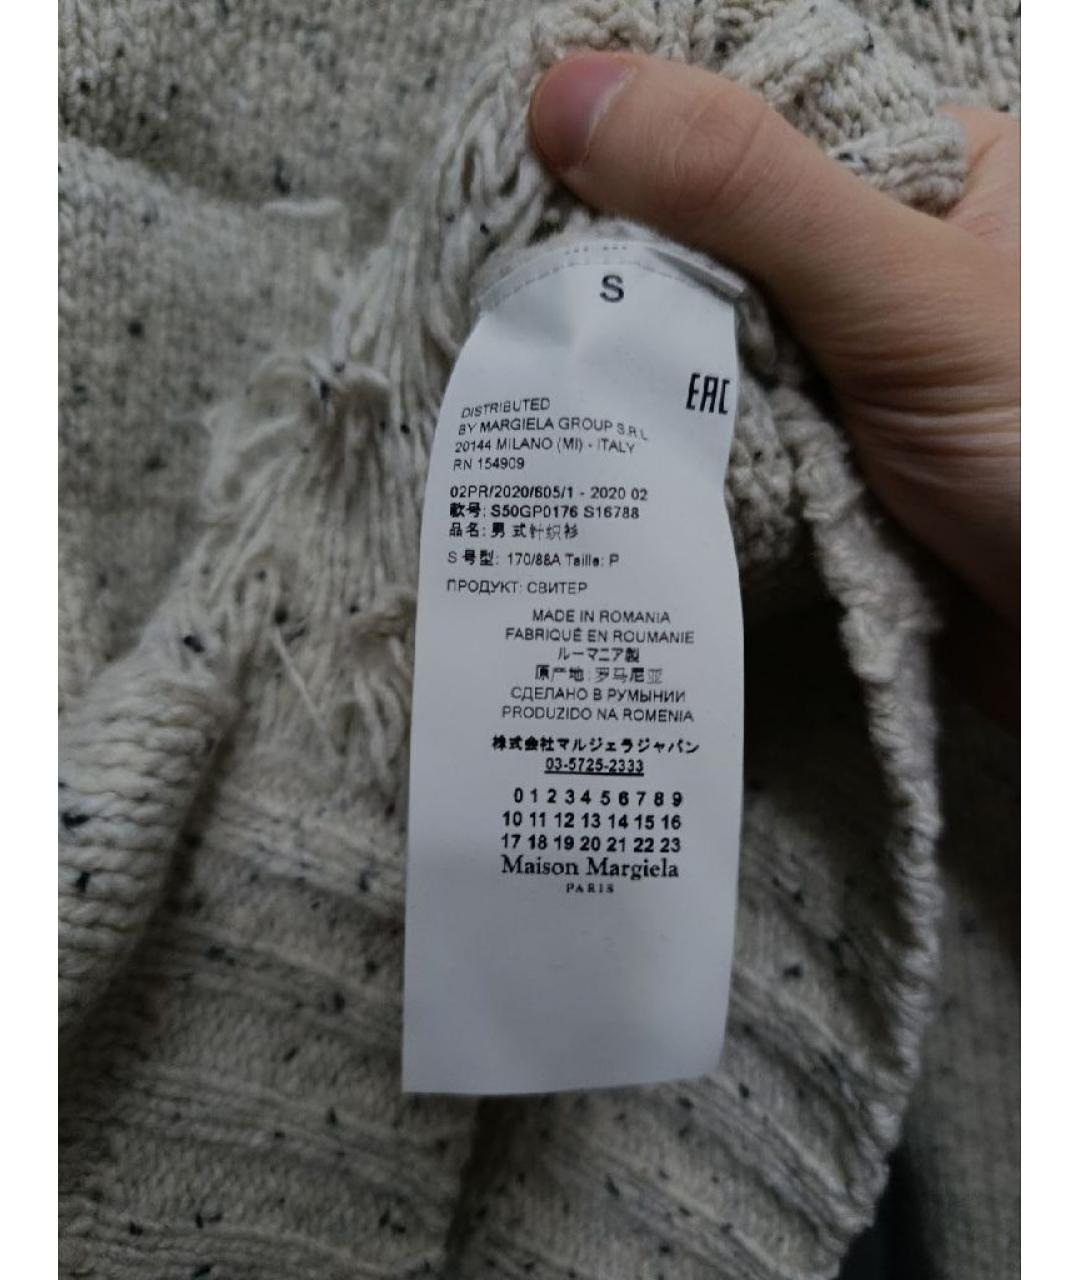 S
EAC
DISTRIBUTED
BY MARGIELA GROUP S.R.L
20144 MILANO (MI) - ITALY
RN 154909
02PR/2020/605/1 - 2020 02
款号: S50GP0176 S16788
品名: 男 式针织衫
S 号型: 170/88A Taille: P
ПРОДУКТ: СВИТЕР
MADE IN ROMANIA
FABRIQUÉ EN ROUMANIE
ルーマニア製
原产地: 罗马尼亚
СДЕЛАНО В РУМЫНИИ
PRODUZIDO NA ROMENIA
株式会社マルジェラジャパン
03-5725-2333
0 1 2 3 4 5 6 7 8 9
10 11 12 13 14 15 16
17 18 19 20 21 22 23
Maison Margiela
PARIS